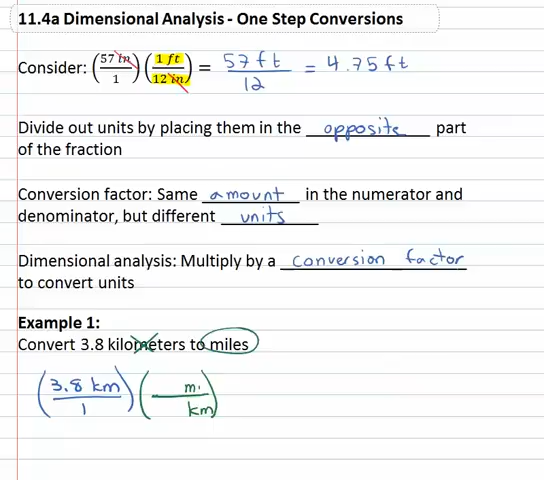 11.4a Dimensional Analysis - One Step Conversions
Consider: (57 in / 1) (1 ft / 12 in) = 57 ft / 12 = 4.75 ft
Divide out units by placing them in the opposite part
of the fraction
Conversion factor: Same amount in the numerator and
denominator, but different units
Dimensional analysis: Multiply by a conversion factor
to convert units
Example 1:
Convert 3.8 kilometers to miles
(3.8 km / 1) ( mi / km)